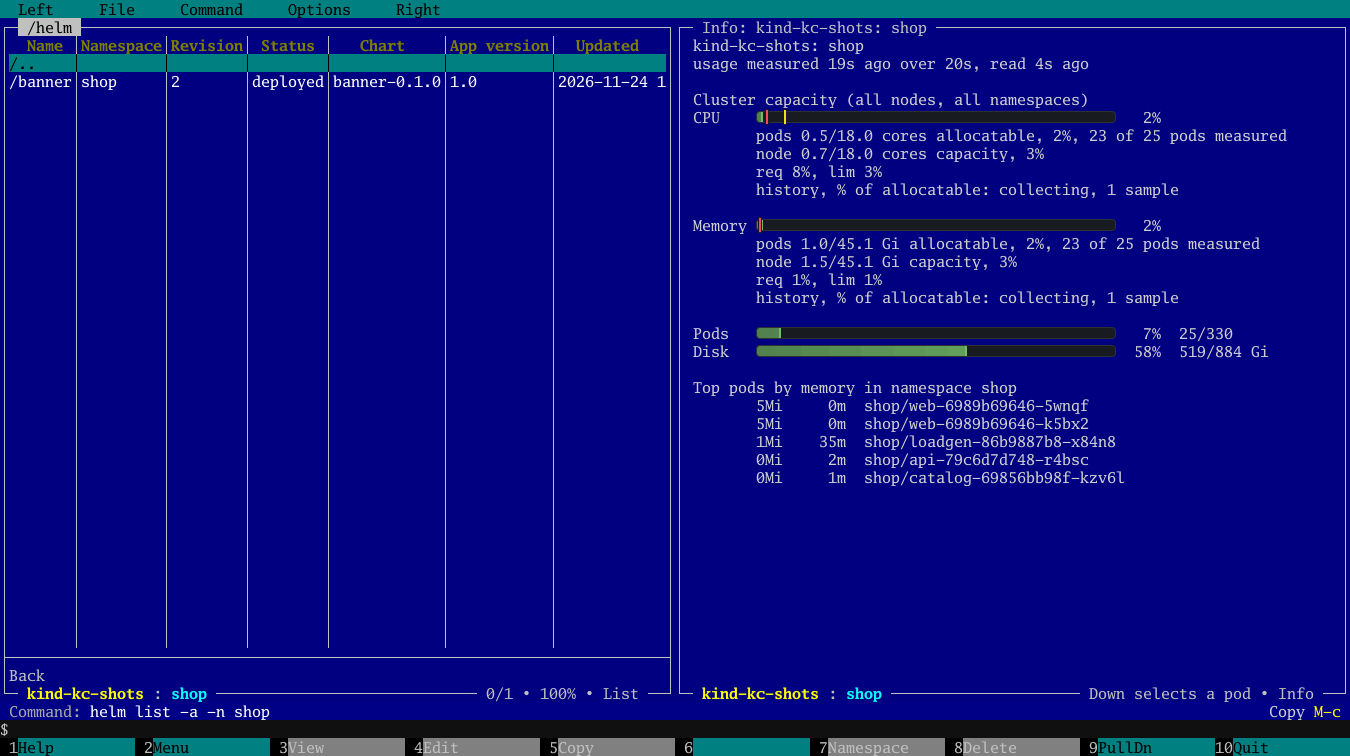 Left File Command Options Right
/helm
Name Namespace Revision Status Chart App version Updated
/..
/banner shop 2 deployed banner-0.1.0 1.0 2026-11-24 1
Back
kind-kc-shots : shop 0/1 • 100% • List
Info: kind-kc-shots: shop
kind-kc-shots: shop
usage measured 19s ago over 20s, read 4s ago
Cluster capacity (all nodes, all namespaces)
CPU 2%
pods 0.5/18.0 cores allocatable, 2%, 23 of 25 pods measured
node 0.7/18.0 cores capacity, 3%
req 8%, lim 3%
history, % of allocatable: collecting, 1 sample
Memory 2%
pods 1.0/45.1 Gi allocatable, 2%, 23 of 25 pods measured
node 1.5/45.1 Gi capacity, 3%
req 1%, lim 1%
history, % of allocatable: collecting, 1 sample
Pods 7% 25/330
Disk 58% 519/884 Gi
Top pods by memory in namespace shop
5Mi 0m shop/web-6989b69646-5wnqf
5Mi 0m shop/web-6989b69646-k5bx2
1Mi 35m shop/loadgen-86b9887b8-x84n8
0Mi 2m shop/api-79c6d7d748-r4bsc
0Mi 1m shop/catalog-69856bb98f-kzv6l
kind-kc-shots : shop Down selects a pod • Info
Command: helm list -a -n shop Copy M-c
$
1Help 2Menu 3View 4Edit 5Copy 6 7Namespace 8Delete 9PullDn 10Quit